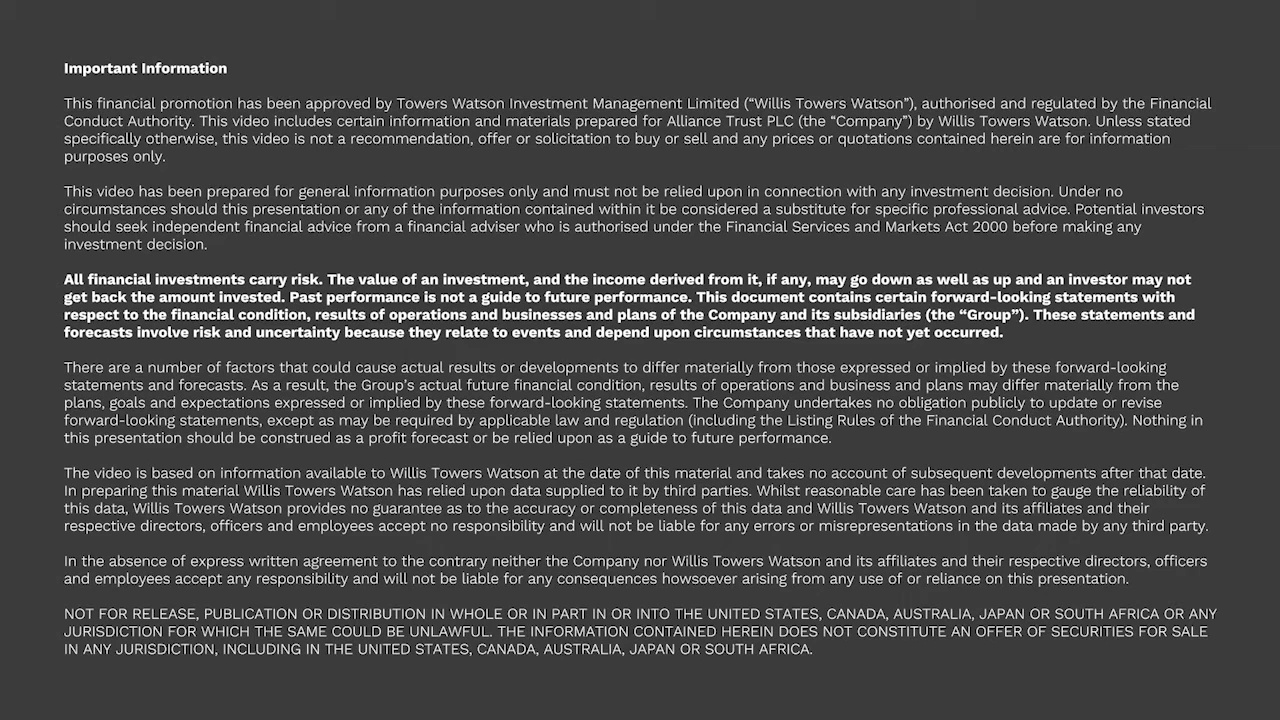 Important Information
This financial promotion has been approved by Towers Watson Investment Management Limited (“Willis Towers Watson”), authorised and regulated by the Financial
Conduct Authority. This video includes certain information and materials prepared for Alliance Trust PLC (the “Company”) by Willis Towers Watson. Unless stated
specifically otherwise, this video is not a recommendation, offer or solicitation to buy or sell and any prices or quotations contained herein are for information
purposes only.
This video has been prepared for general information purposes only and must not be relied upon in connection with any investment decision. Under no
circumstances should this presentation or any of the information contained within it be considered a substitute for specific professional advice. Potential investors
should seek independent financial advice from a financial adviser who is authorised under the Financial Services and Markets Act 2000 before making any
investment decision.
All financial investments carry risk. The value of an investment, and the income derived from it, if any, may go down as well as up and an investor may not
get back the amount invested. Past performance is not a guide to future performance. This document contains certain forward-looking statements with
respect to the financial condition, results of operations and businesses and plans of the Company and its subsidiaries (the “Group”). These statements and
forecasts involve risk and uncertainty because they relate to events and depend upon circumstances that have not yet occurred.
There are a number of factors that could cause actual results or developments to differ materially from those expressed or implied by these forward-looking
statements and forecasts. As a result, the Group’s actual future financial condition, results of operations and business and plans may differ materially from the
plans, goals and expectations expressed or implied by these forward-looking statements. The Company undertakes no obligation publicly to update or revise
forward-looking statements, except as may be required by applicable law and regulation (including the Listing Rules of the Financial Conduct Authority). Nothing in
this presentation should be construed as a profit forecast or be relied upon as a guide to future performance.
The video is based on information available to Willis Towers Watson at the date of this material and takes no account of subsequent developments after that date.
In preparing this material Willis Towers Watson has relied upon data supplied to it by third parties. Whilst reasonable care has been taken to gauge the reliability of
this data, Willis Towers Watson provides no guarantee as to the accuracy or completeness of this data and Willis Towers Watson and its affiliates and their
respective directors, officers and employees accept no responsibility and will not be liable for any errors or misrepresentations in the data made by any third party.
In the absence of express written agreement to the contrary neither the Company nor Willis Towers Watson and its affiliates and their respective directors, officers
and employees accept any responsibility and will not be liable for any consequences howsoever arising from any use of or reliance on this presentation.
NOT FOR RELEASE, PUBLICATION OR DISTRIBUTION IN WHOLE OR IN PART IN OR INTO THE UNITED STATES, CANADA, AUSTRALIA, JAPAN OR SOUTH AFRICA OR ANY
JURISDICTION FOR WHICH THE SAME COULD BE UNLAWFUL. THE INFORMATION CONTAINED HEREIN DOES NOT CONSTITUTE AN OFFER OF SECURITIES FOR SALE
IN ANY JURISDICTION, INCLUDING IN THE UNITED STATES, CANADA, AUSTRALIA, JAPAN OR SOUTH AFRICA.